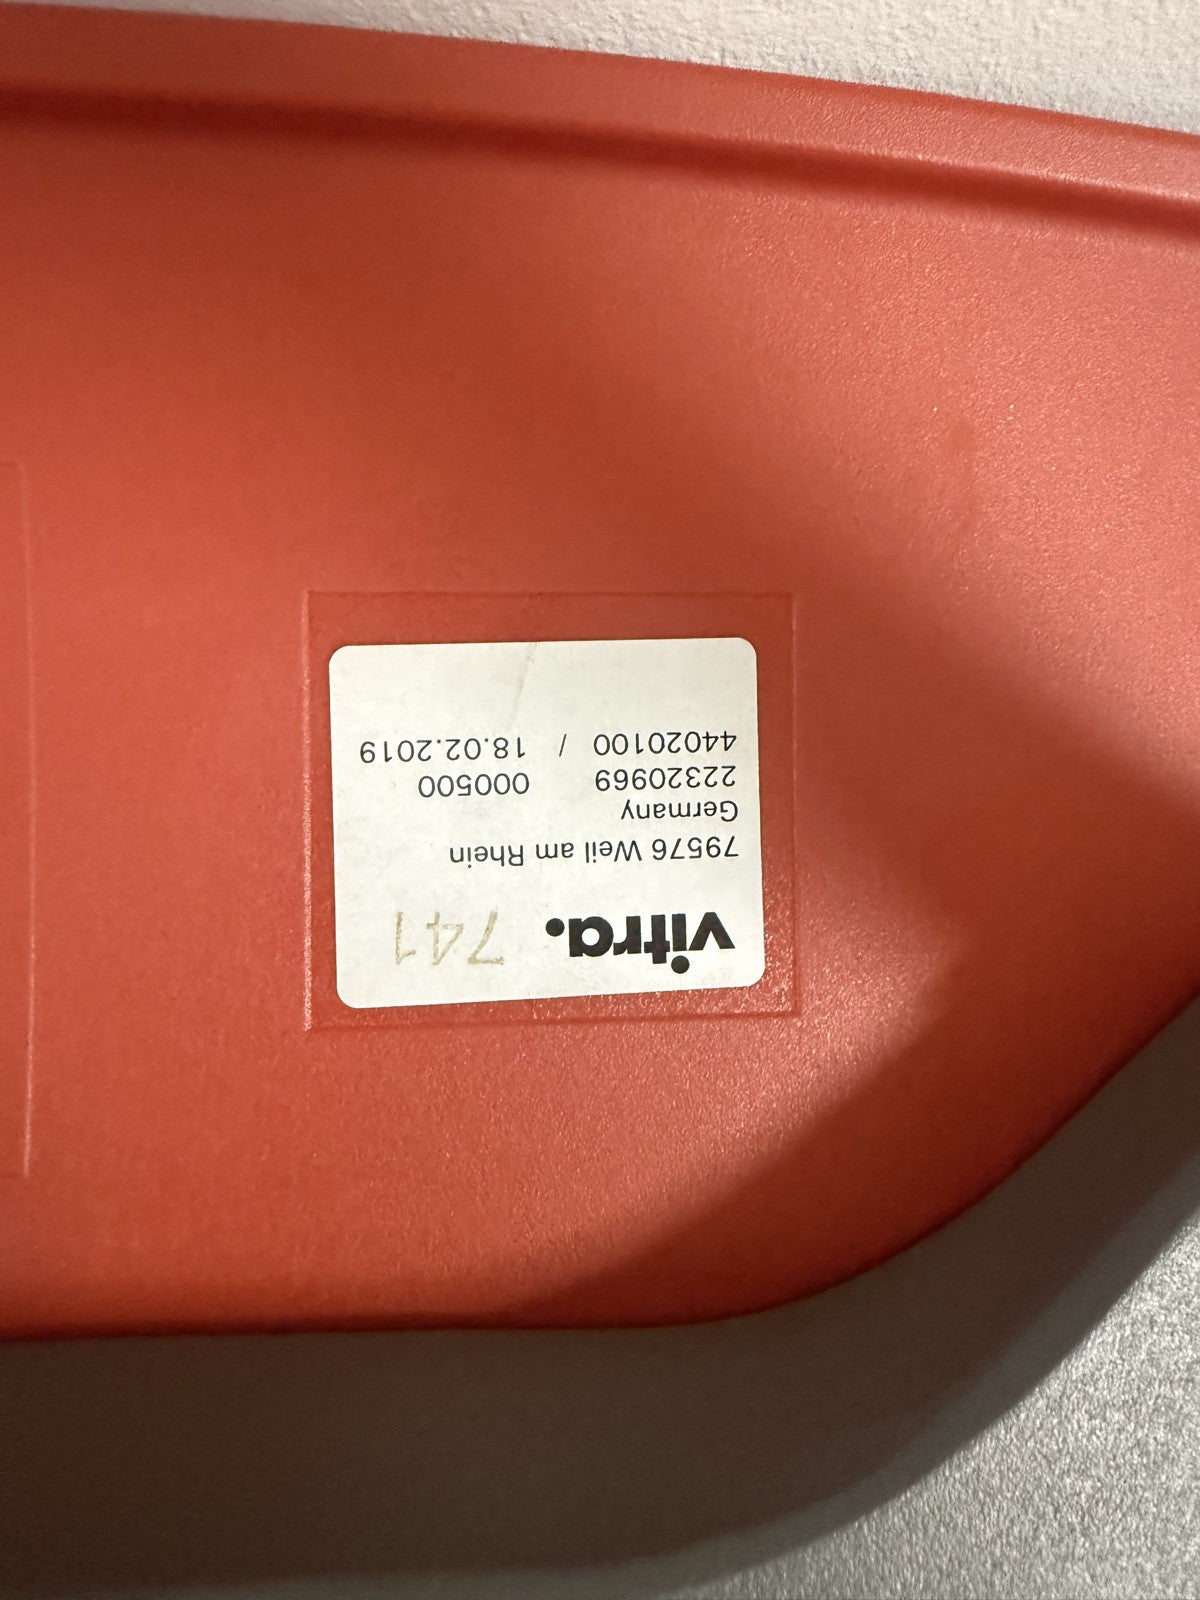 vitra. 741
79576 Weil am Rhein
Germany
22320969 000500
44020100 / 18.02.2019